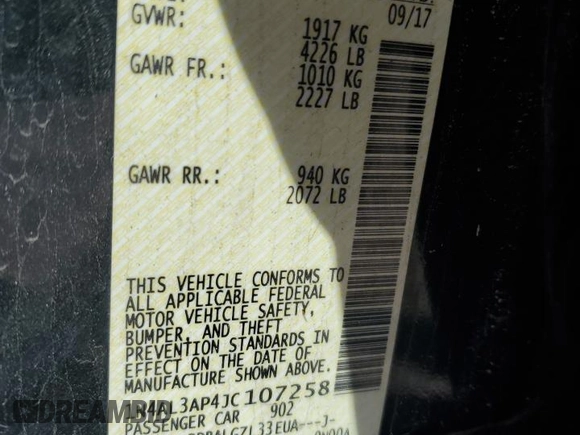 09/17
GVWR: 1917 KG
4226 LB
GAWR FR.: 1010 KG
2227 LB
GAWR RR.: 940 KG
2072 LB
THIS VEHICLE CONFORMS TO
ALL APPLICABLE FEDERAL
MOTOR VEHICLE SAFETY,
BUMPER, AND THEFT
PREVENTION STANDARDS IN
EFFECT ON THE DATE OF
MANUFACTURE SHOWN ABOVE.
1N4AL3AP4JC107258
PASSENGER CAR 902
DREAMBID